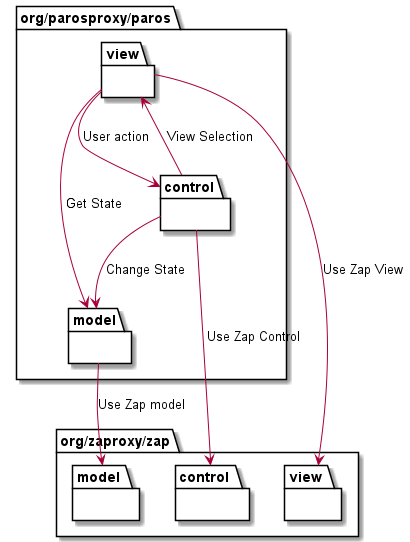 org/parosproxy/paros
view
User action
View Selection
control
Get State
Change State
Use Zap View
model
Use Zap Control
Use Zap model
org/zaproxy/zap
model
control
view